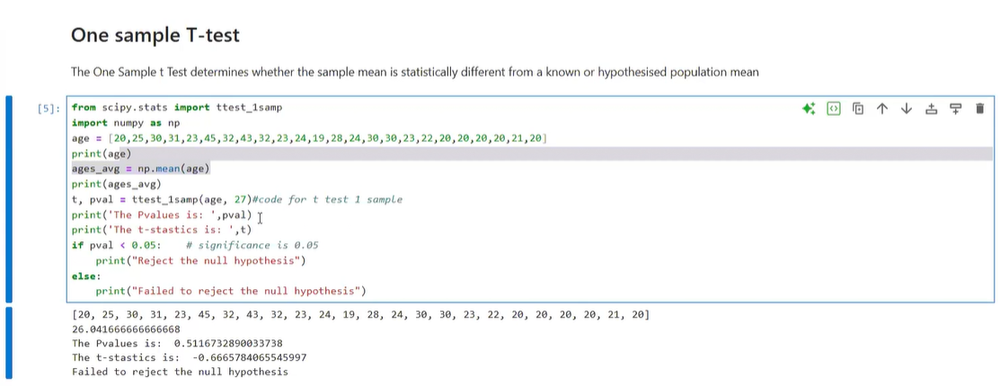 One sample T-test
The One Sample t Test determines whether the sample mean is statistically different from a known or hypothesised population mean
[5]:
from scipy.stats import ttest_1samp
import numpy as np
age = [20,25,30,31,23,45,32,43,32,23,24,19,28,24,30,30,23,22,20,20,20,20,21,20]
print(age)
ages_avg = np.mean(age)
print(ages_avg)
t, pval = ttest_1samp(age, 27)#code for t test 1 sample
print('The Pvalues is: ',pval)
print('The t-stastics is: ',t)
if pval < 0.05:    # significance is 0.05
    print("Reject the null hypothesis")
else:
    print("Failed to reject the null hypothesis")
[20, 25, 30, 31, 23, 45, 32, 43, 32, 23, 24, 19, 28, 24, 30, 30, 23, 22, 20, 20, 20, 20, 21, 20]
26.041666666666668
The Pvalues is:  0.5116732890033738
The t-stastics is:  -0.6665784065545997
Failed to reject the null hypothesis